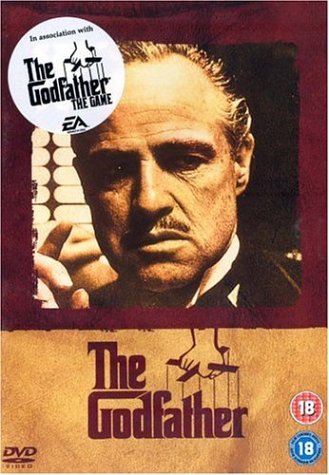 In association with
The
Godfather
THE GAME
EA
The
Godfather
18
DVD
VIDEO
18